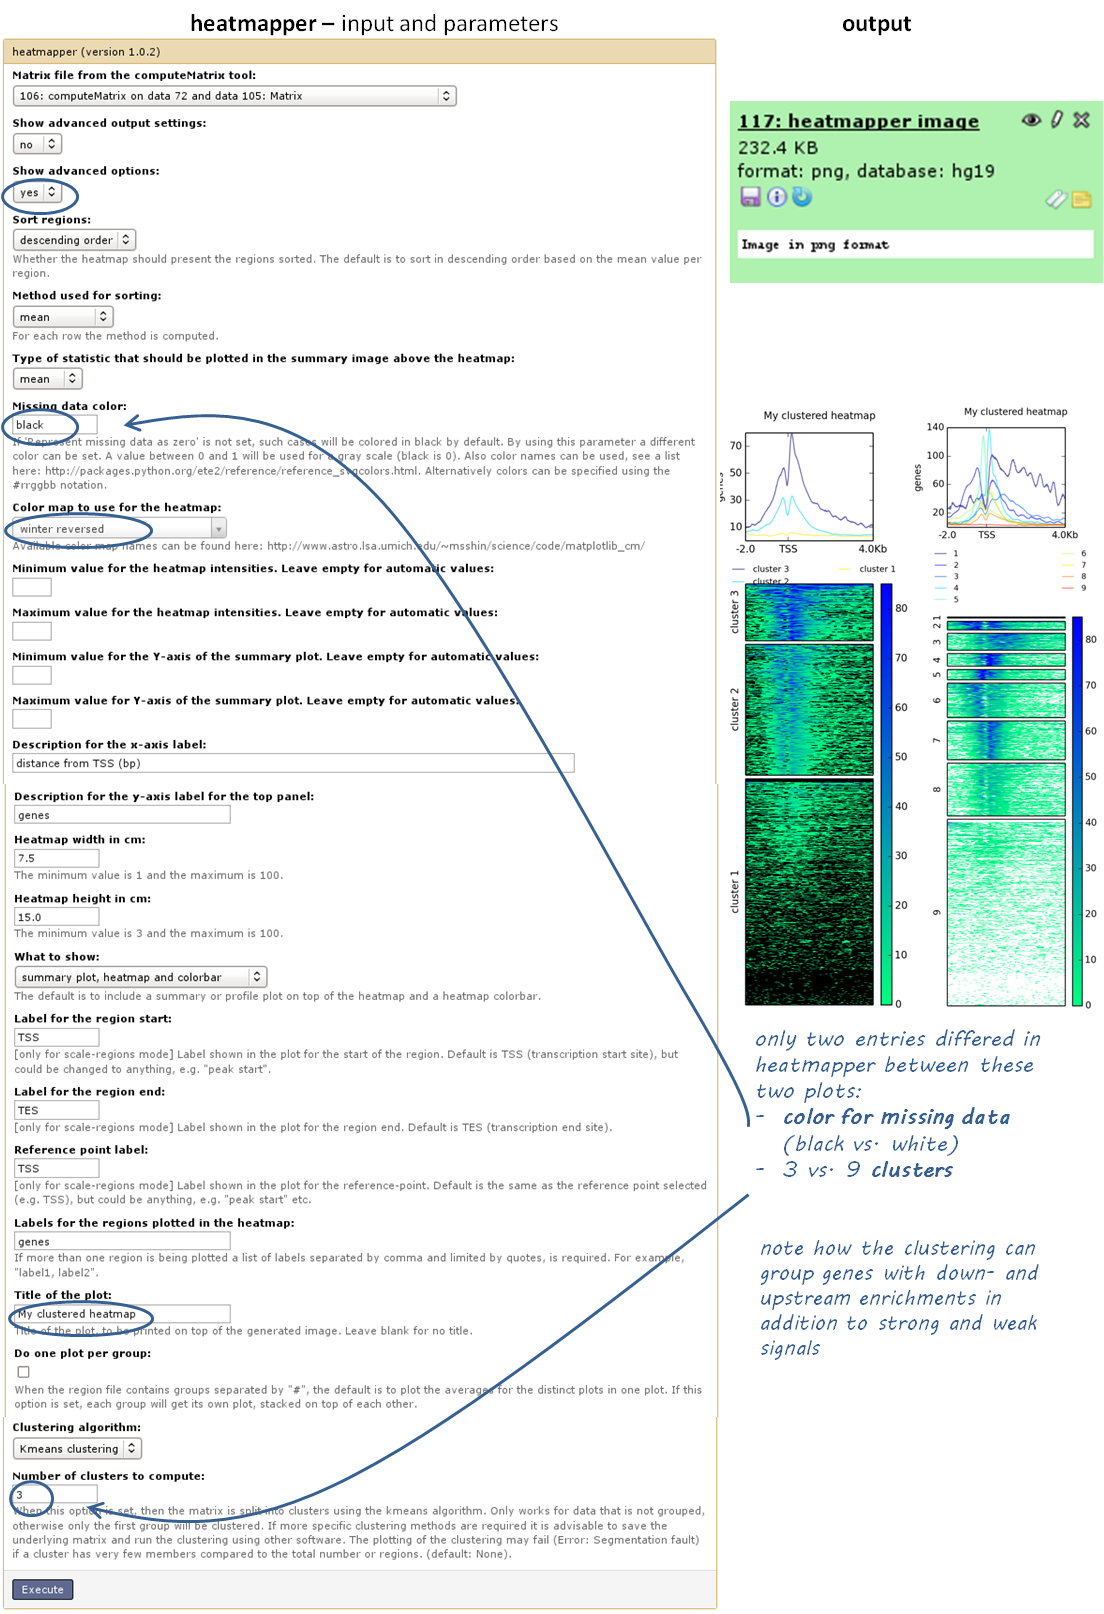 heatmapper – input and parameters
output
heatmapper (version 1.0.2)
Matrix file from the computeMatrix tool:
106: computeMatrix on data 72 and data 105: Matrix
Show advanced output settings:
no
Show advanced options:
yes
Sort regions:
descending order
Whether the heatmap should present the regions sorted. The default is to sort in descending order based on the mean value per
region.
Method used for sorting:
mean
For each row the method is computed.
Type of statistic that should be plotted in the summary image above the heatmap:
mean
Missing data color:
black
If 'Represent missing data as zero' is not set, such cases will be colored in black by default. By using this parameter a different
color can be set. A value between 0 and 1 will be used for a gray scale (black is 0). Also color names can be used, see a list
here: http://packages.python.org/ete2/reference/reference_svgcolors.html. Alternatively colors can be specified using the
#rrggbb notation.
Color map to use for the heatmap:
winter reversed
Available color map names can be found here: http://www.astro.lsa.umich.edu/~msshin/science/code/matplotlib_cm/
Minimum value for the heatmap intensities. Leave empty for automatic values:
Maximum value for the heatmap intensities. Leave empty for automatic values:
Minimum value for the Y-axis of the summary plot. Leave empty for automatic values:
Maximum value for Y-axis of the summary plot. Leave empty for automatic values:
Description for the x-axis label:
distance from TSS (bp)
Description for the y-axis label for the top panel:
genes
Heatmap width in cm:
7.5
The minimum value is 1 and the maximum is 100.
Heatmap height in cm:
15.0
The minimum value is 3 and the maximum is 100.
What to show:
summary plot, heatmap and colorbar
The default is to include a summary or profile plot on top of the heatmap and a heatmap colorbar.
Label for the region start:
TSS
[only for scale-regions mode] Label shown in the plot for the start of the region. Default is TSS (transcription start site), but
could be changed to anything, e.g. "peak start".
Label for the region end:
TES
[only for scale-regions mode] Label shown in the plot for the region end. Default is TES (transcription end site).
Reference point label:
TSS
[only for scale-regions mode] Label shown in the plot for the reference-point. Default is the same as the reference point selected
(e.g. TSS), but could be anything, e.g. "peak start" etc.
Labels for the regions plotted in the heatmap:
genes
If more than one region is being plotted a list of labels separated by comma and limited by quotes, is required. For example,
"label1, label2".
Title of the plot:
My clustered heatmap
Title of the plot, to be printed on top of the generated image. Leave blank for no title.
Do one plot per group:
When the region file contains groups separated by "#", the default is to plot the averages for the distinct plots in one plot. If this
option is set, each group will get its own plot, stacked on top of each other.
Clustering algorithm:
Kmeans clustering
Number of clusters to compute:
3
When this option is set, then the matrix is split into clusters using the kmeans algorithm. Only works for data that is not grouped,
otherwise only the first group will be clustered. If more specific clustering methods are required it is advisable to save the
underlying matrix and run the clustering using other software. The plotting of the clustering may fail (Error: Segmentation fault)
if a cluster has very few members compared to the total number or regions. (default: None).
Execute
117: heatmapper image
232.4 KB
format: png, database: hg19
Image in png format
My clustered heatmap
70
50
30
10
genes
-2.0 TSS 4.0Kb
cluster 3
cluster 1
cluster 2
cluster 3
cluster 2
cluster 1
80
70
60
50
40
30
20
10
0
My clustered heatmap
140
100
60
20
genes
-2.0 TSS 4.0Kb
1
2
3
4
5
6
7
8
9
1
2
3
4
5
6
7
8
9
80
70
60
50
40
30
20
10
0
only two entries differed in
heatmapper between these
two plots:
- color for missing data
(black vs. white)
- 3 vs. 9 clusters
note how the clustering can
group genes with down- and
upstream enrichments in
addition to strong and weak
signals